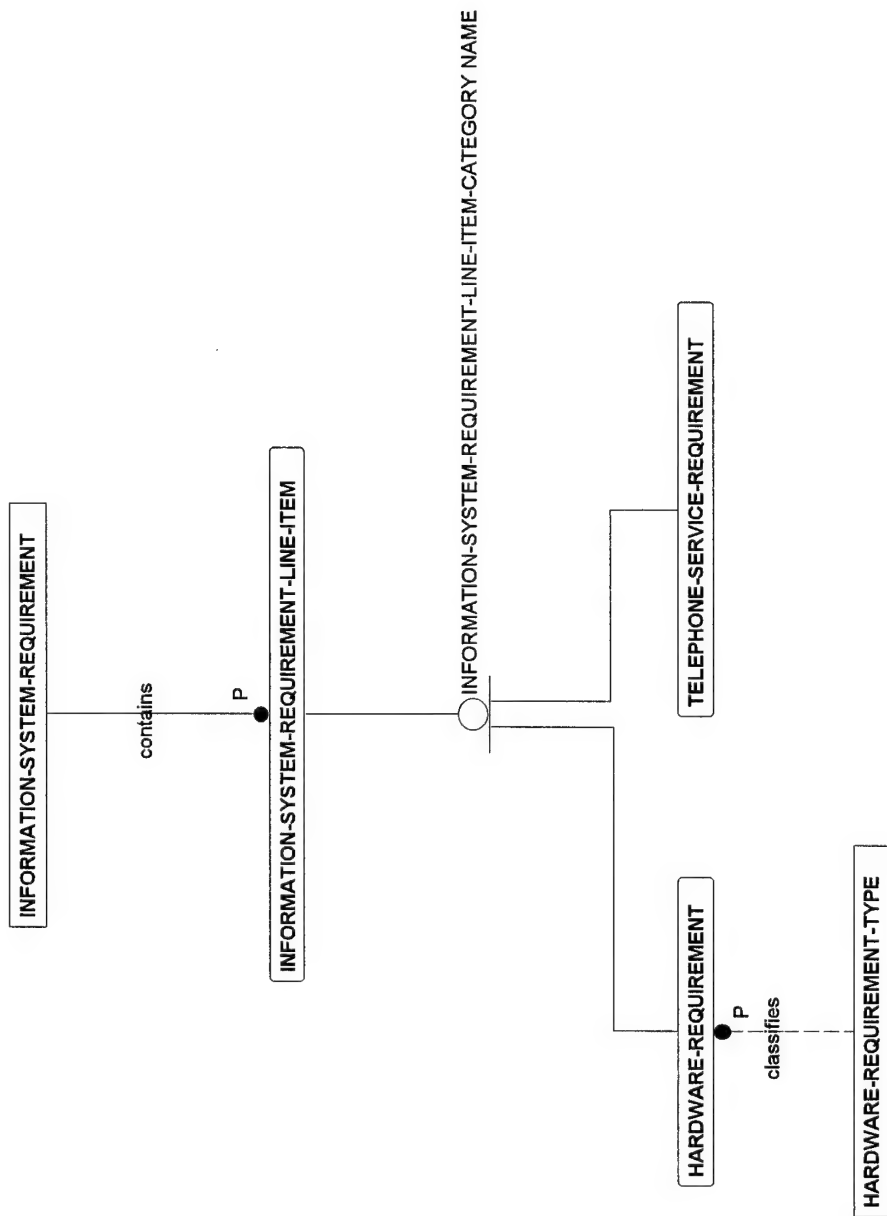 INFORMATION-SYSTEM-REQUIREMENT
contains
P
INFORMATION-SYSTEM-REQUIREMENT-LINE-ITEM
INFORMATION-SYSTEM-REQUIREMENT-LINE-ITEM-CATEGORY NAME
HARDWARE-REQUIREMENT
TELEPHONE-SERVICE-REQUIREMENT
P
classifies
HARDWARE-REQUIREMENT-TYPE